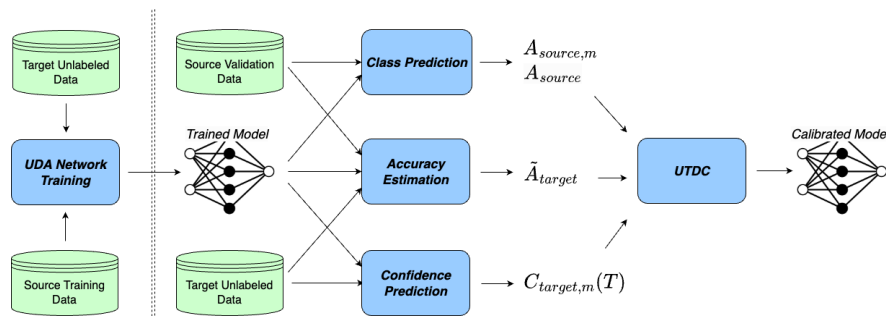 Target Unlabeled
Data
UDA Network
Training
Source Training
Data
Source Validation
Data
Trained Model
Target Unlabeled
Data
Class Prediction
Accuracy
Estimation
Confidence
Prediction
A_{source,m}
A_{source}
Ã_{target}
C_{target,m}(T)
UTDC
Calibrated Model